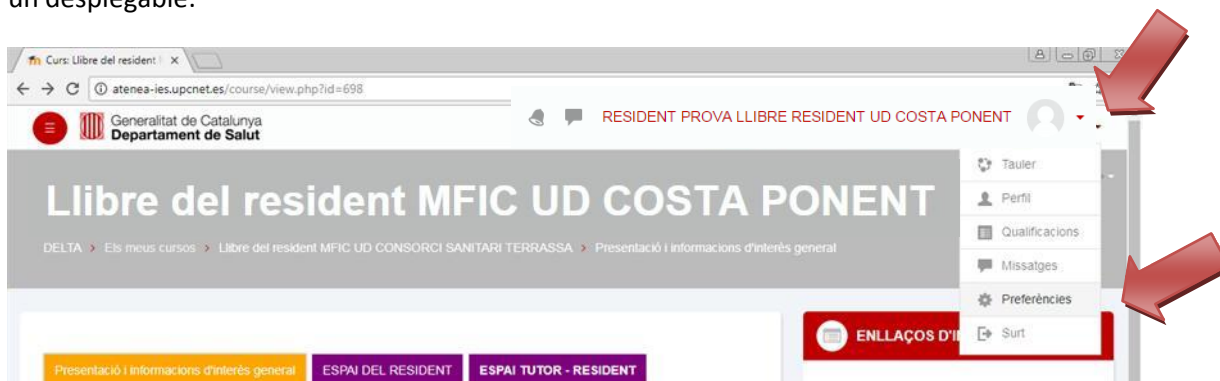 un desplegable:
Curs: Llibre del resident
atenea-ies.upcnet.es/course/view.php?id=698
Generalitat de Catalunya
Departament de Salut
RESIDENT PROVA LLIBRE RESIDENT UD COSTA PONENT
Tauler
Perfil
Qualificacions
Missatges
Preferències
Surt
Llibre del resident MFIC UD COSTA PONENT
DELTA > Els meus cursos > Llibre del resident MFIC UD CONSORCI SANITARI TERRASSA > Presentació i informacions d'interès general
ENLLAÇOS
Presentació i informacions d'interès general ESPAI DEL RESIDENT ESPAI TUTOR - RESIDENT